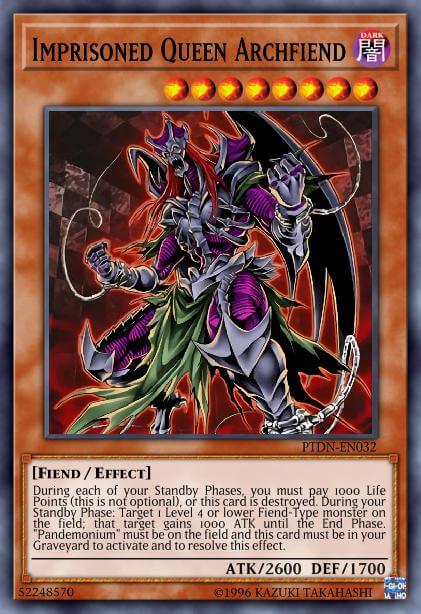 IMPRISONED QUEEN ARCHFIEND
DARK
闇
PTDN-EN032
[FIEND / EFFECT]
During each of your Standby Phases, you must pay 1000 Life
Points (this is not optional), or this card is destroyed. During your
Standby Phase: Target 1 Level 4 or lower Fiend-Type monster on
the field; that target gains 1000 ATK until the End Phase.
"Pandemonium" must be on the field and this card must be in your
Graveyard to activate and to resolve this effect.
ATK/2600 DEF/1700
52248570
©1996 KAZUKI TAKAHASHI